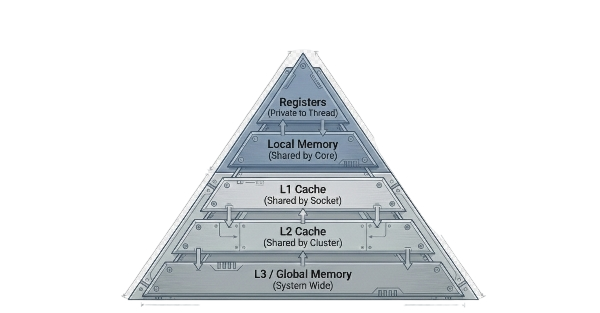 Registers
(Private to Thread)
Local Memory
(Shared by Core)
L1 Cache
(Shared by Socket)
L2 Cache
(Shared by Cluster)
L3 / Global Memory
(System Wide)